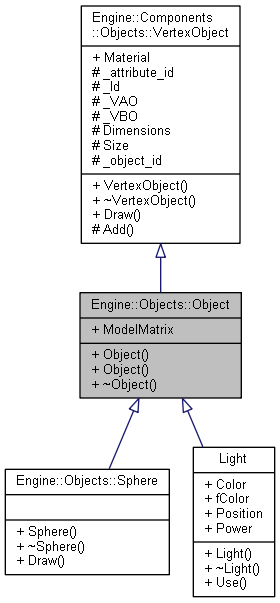 Engine::Components
::Objects::VertexObject
+ Material
# _attribute_id
# _Id
# _VAO
# _VBO
# Dimensions
# Size
# _object_id
+ VertexObject()
+ ~VertexObject()
+ Draw()
# Add()
Engine::Objects::Object
+ ModelMatrix
+ Object()
+ Object()
+ ~Object()
Engine::Objects::Sphere
+ Sphere()
+ ~Sphere()
+ Draw()
Light
+ Color
+ fColor
+ Position
+ Power
+ Light()
+ ~Light()
+ Use()